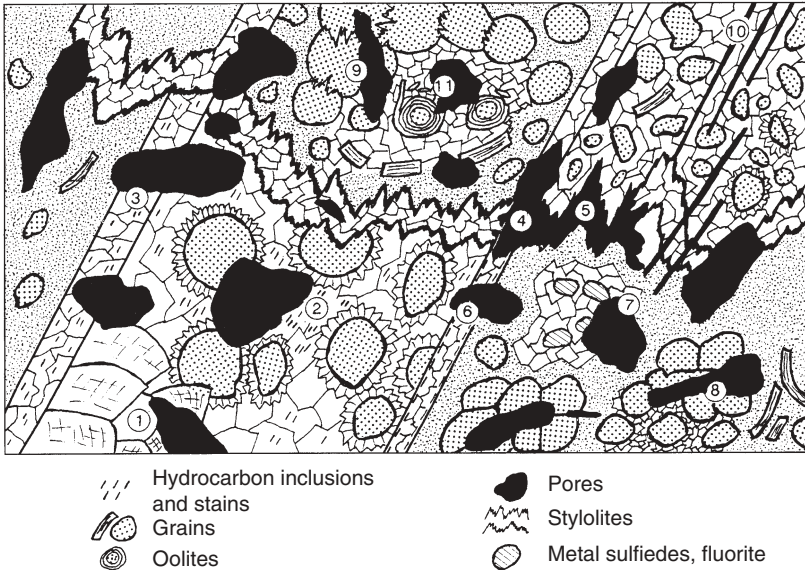 10
9
11
3
4
5
2
6
7
8
1
Hydrocarbon inclusions
and stains
Grains
Oolites
Pores
Stylolites
Metal sulfiedes, fluorite